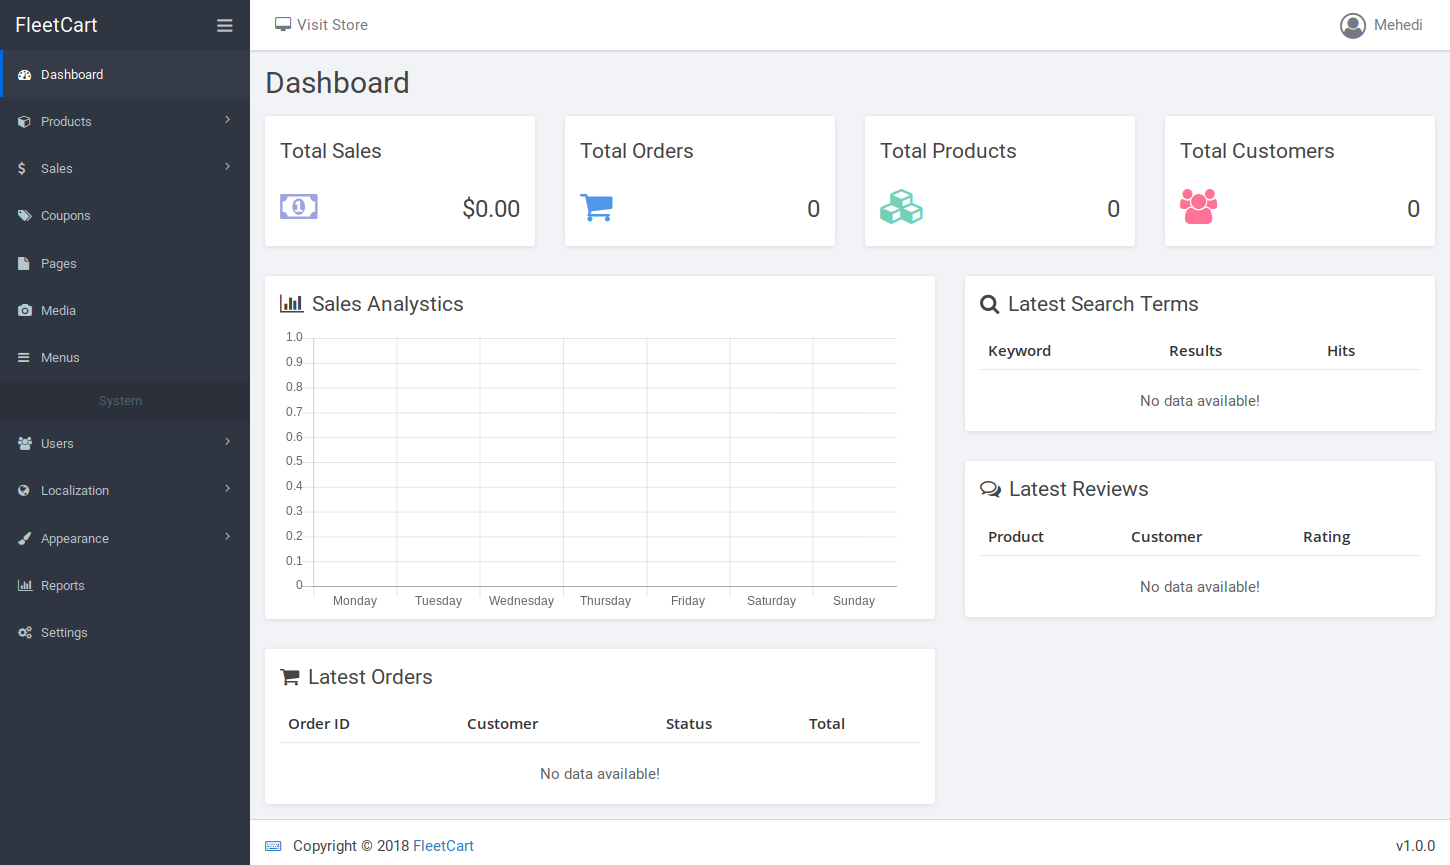 FleetCart
Dashboard
Products
Sales
Coupons
Pages
Media
Menus
System
Users
Localization
Appearance
Reports
Settings
Visit Store
Mehedi
Dashboard
Total Sales
$0.00
Total Orders
0
Total Products
0
Total Customers
0
Sales Analystics
1.0
0.9
0.8
0.7
0.6
0.5
0.4
0.3
0.2
0.1
0
Monday Tuesday Wednesday Thursday Friday Saturday Sunday
Latest Search Terms
Keyword Results Hits
No data available!
Latest Reviews
Product Customer Rating
No data available!
Latest Orders
Order ID Customer Status Total
No data available!
Copyright © 2018 FleetCart
v1.0.0